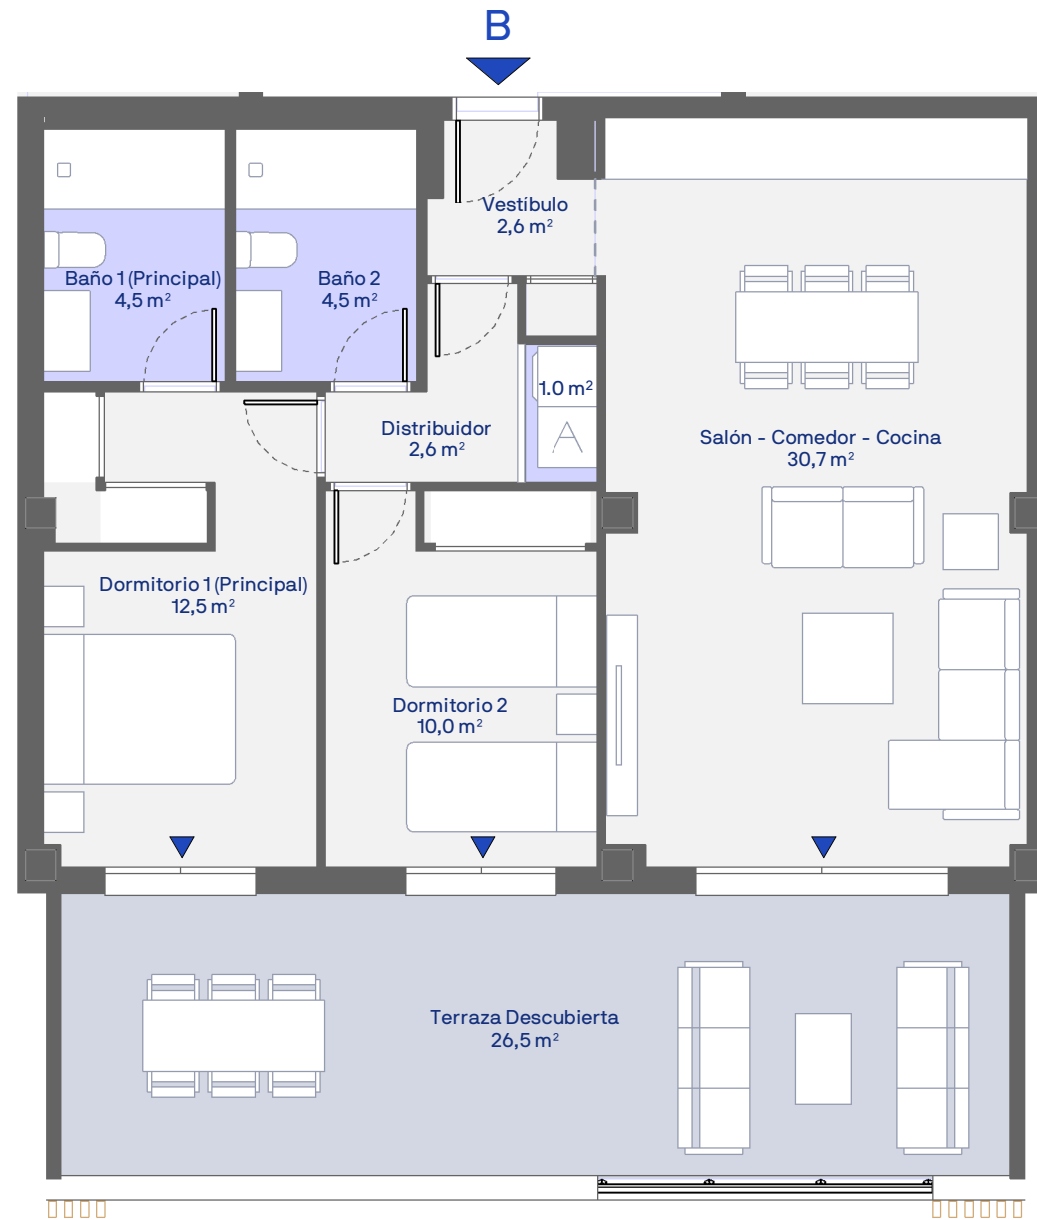 B
Vestíbulo
2,6 m²
Baño 1 (Principal)
4,5 m²
Baño 2
4,5 m²
1.0 m²
A
Distribuidor
2,6 m²
Salón - Comedor - Cocina
30,7 m²
Dormitorio 1 (Principal)
12,5 m²
Dormitorio 2
10,0 m²
Terraza Descubierta
26,5 m²